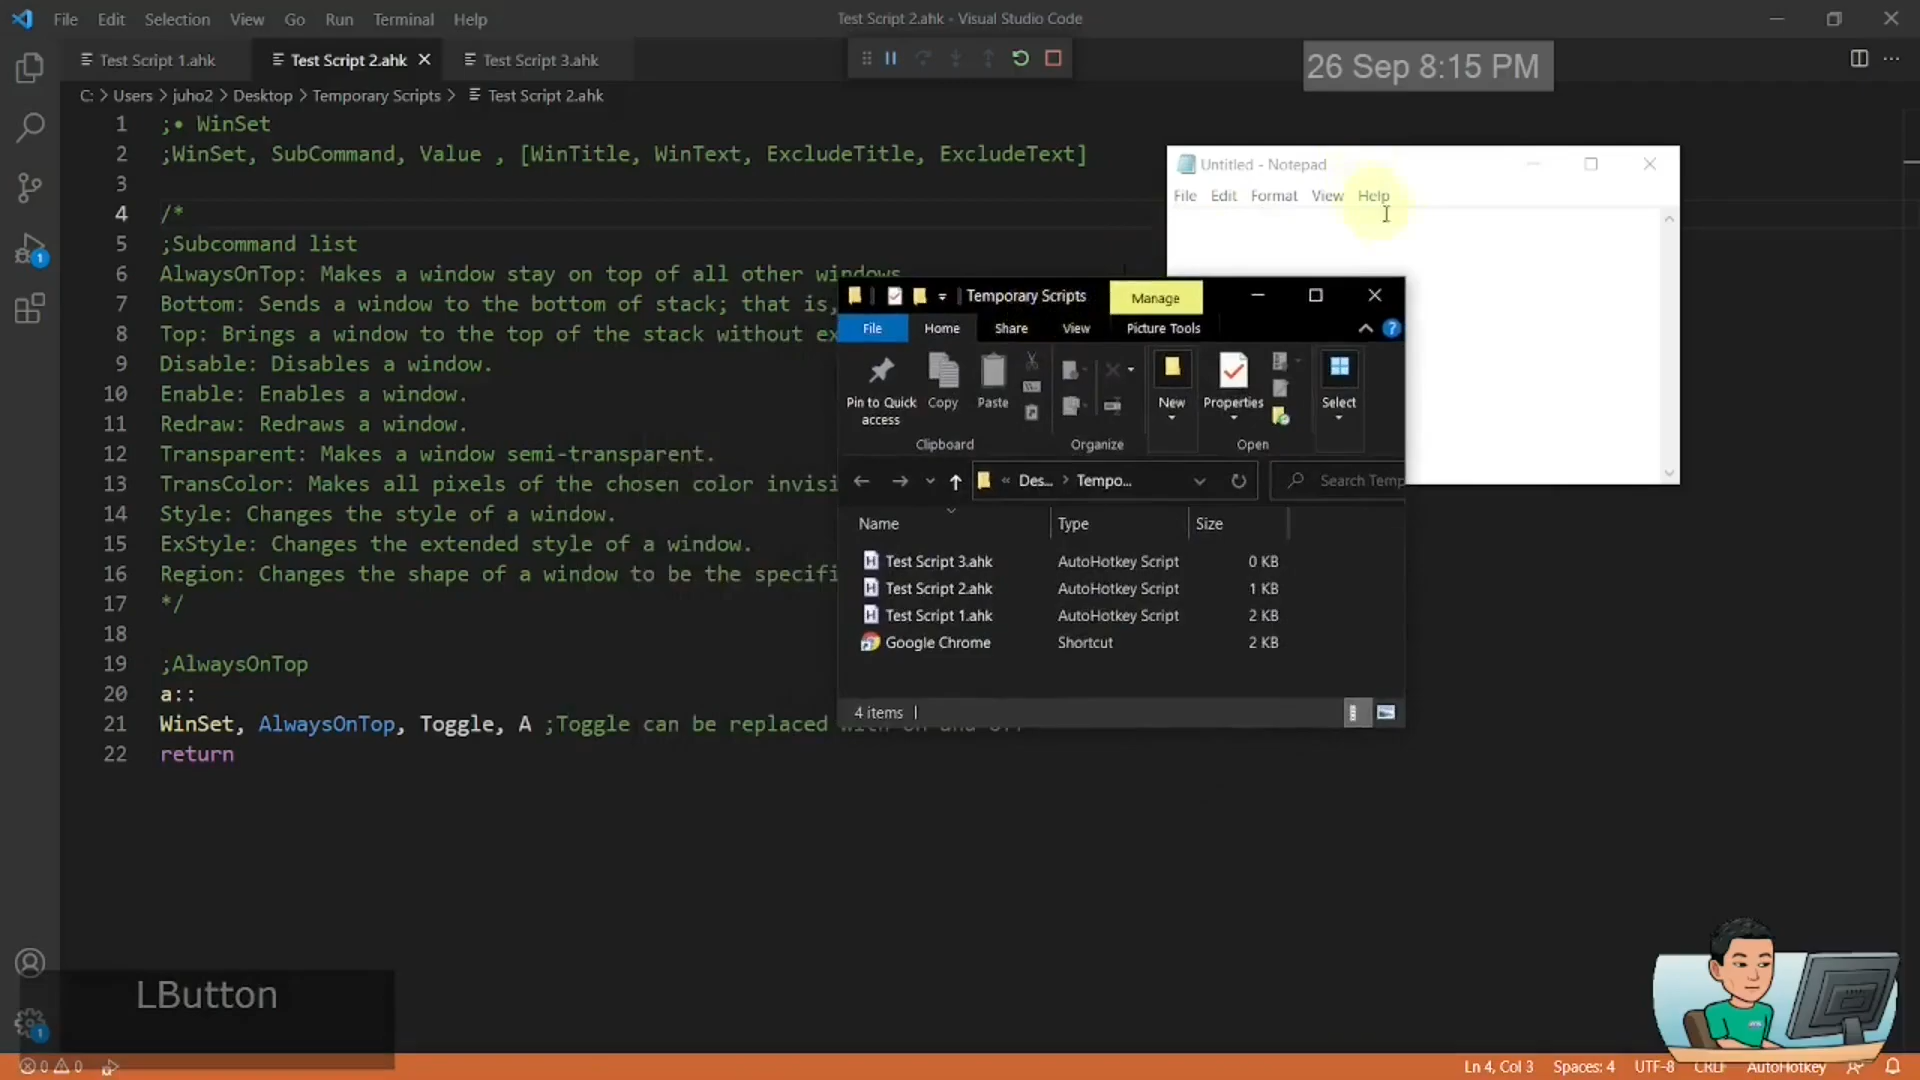 File Edit Selection View Go Run Terminal Help
Test Script 2.ahk - Visual Studio Code
Test Script 1.ahk
Test Script 2.ahk
Test Script 3.ahk
26 Sep 8:15 PM
C: > Users > juho2 > Desktop > Temporary Scripts > Test Script 2.ahk
1 ;• WinSet
2 ;WinSet, SubCommand, Value , [WinTitle, WinText, ExcludeTitle, ExcludeText]
3
4 /*
5 ;Subcommand list
6 AlwaysOnTop: Makes a window stay on top of all other windows
7 Bottom: Sends a window to the bottom of stack; that is,
8 Top: Brings a window to the top of the stack without ex
9 Disable: Disables a window.
10 Enable: Enables a window.
11 Redraw: Redraws a window.
12 Transparent: Makes a window semi-transparent.
13 TransColor: Makes all pixels of the chosen color invisi
14 Style: Changes the style of a window.
15 ExStyle: Changes the extended style of a window.
16 Region: Changes the shape of a window to be the specifi
17 */
18
19 ;AlwaysOnTop
20 a::
21 WinSet, AlwaysOnTop, Toggle, A ;Toggle can be replaced
22 return
Untitled - Notepad
File Edit Format View Help
Temporary Scripts
Manage
File Home Share View Picture Tools
Pin to Quick access
Copy
Paste
New
Properties
Select
Clipboard
Organize
Open
« Des... > Tempo...
Search Temp
Name Type Size
Test Script 3.ahk AutoHotkey Script 0 KB
Test Script 2.ahk AutoHotkey Script 1 KB
Test Script 1.ahk AutoHotkey Script 2 KB
Google Chrome Shortcut 2 KB
4 items
LButton
1
1
0 0
Ln 4, Col 3 Spaces: 4 UTF-8 CRLF AutoHotkey